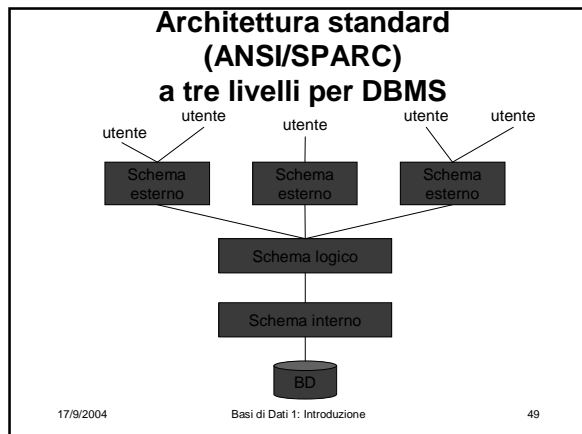 Architettura standard
(ANSI/SPARC)
a tre livelli per DBMS
utente
utente
utente
utente
utente
Schema
esterno
Schema
esterno
Schema
esterno
Schema logico
Schema interno
BD
17/9/2004
Basi di Dati 1: Introduzione
49